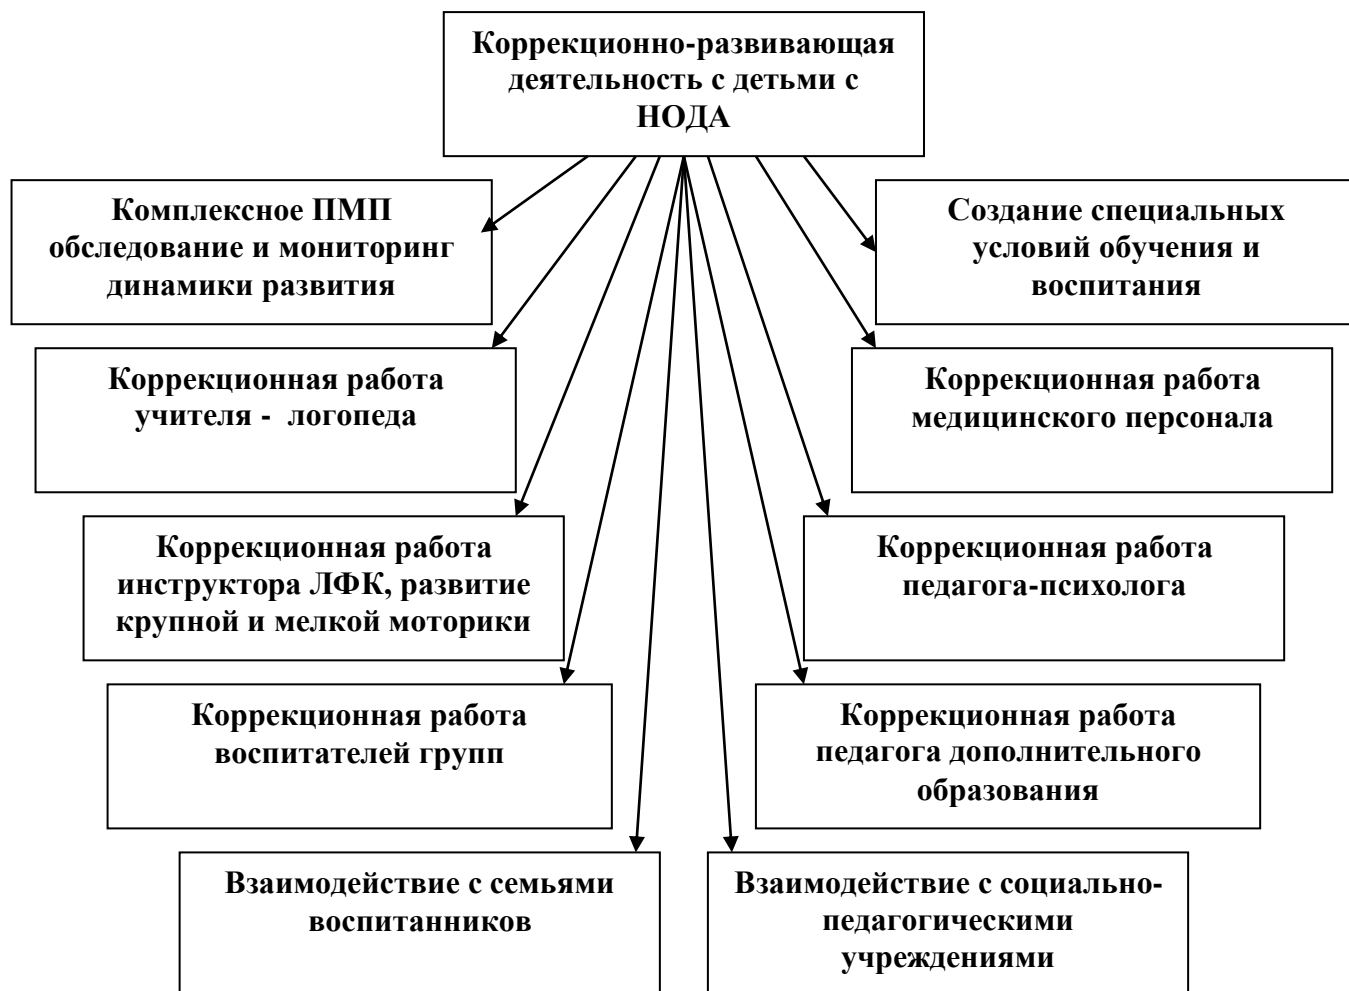 Коррекционно-развивающая
деятельность с детьми с
НОДА
Комплексное ПМП
обследование и мониторинг
динамики развития
Создание специальных
условий обучения и
воспитания
Коррекционная работа
учителя - логопеда
Коррекционная работа
медицинского персонала
Коррекционная работа
инструктора ЛФК, развитие
крупной и мелкой моторики
Коррекционная работа
педагога-психолога
Коррекционная работа
воспитателей групп
Коррекционная работа
педагога дополнительного
образования
Взаимодействие с семьями
воспитанников
Взаимодействие с социально-
педагогическими
учреждениями